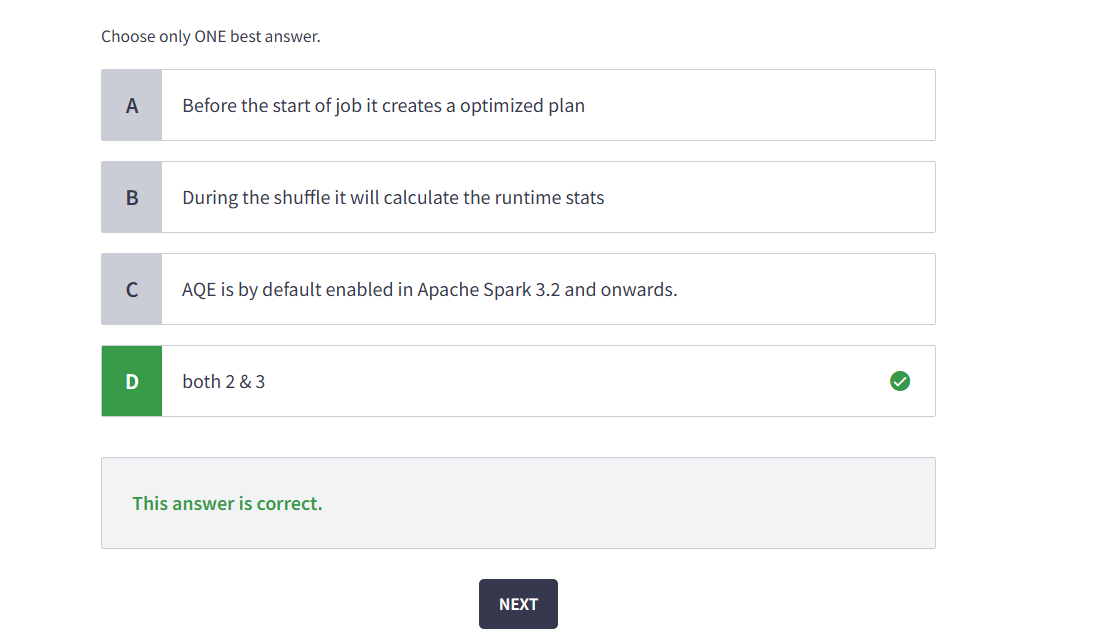 Choose only ONE best answer.
A Before the start of job it creates a optimized plan
B During the shuffle it will calculate the runtime stats
C AQE is by default enabled in Apache Spark 3.2 and onwards.
D both 2 & 3
This answer is correct.
NEXT